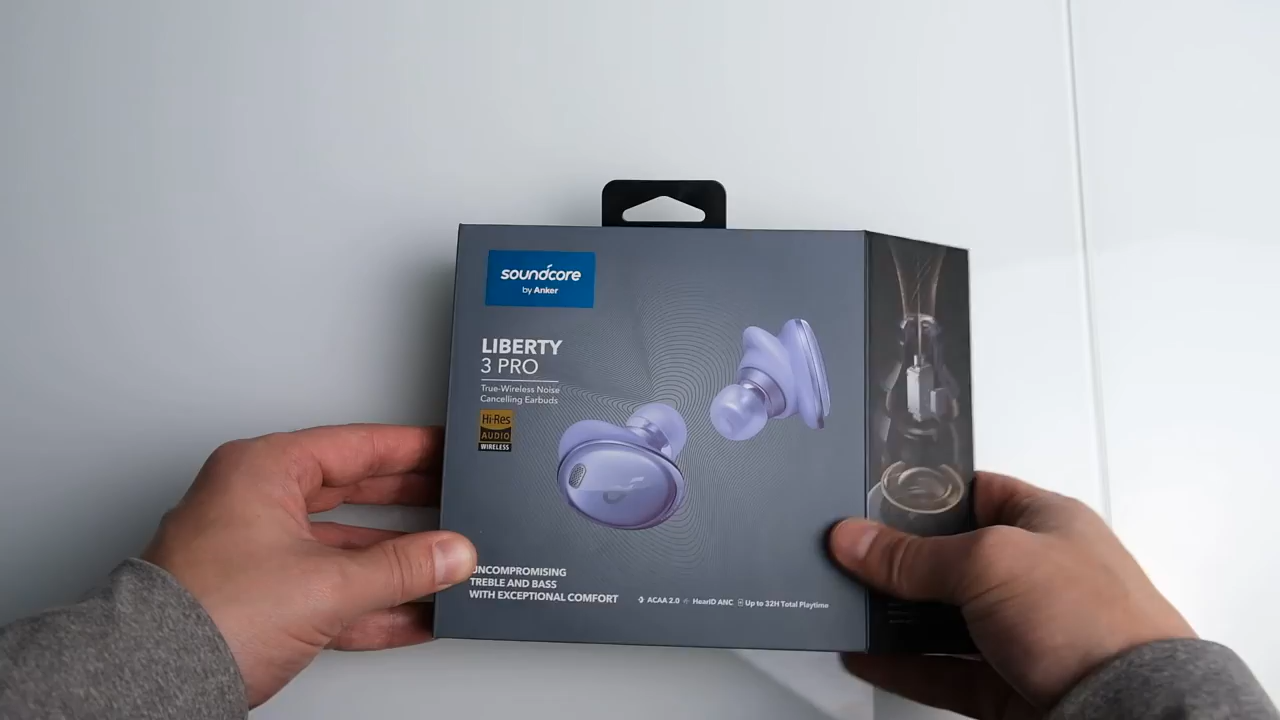 soundcore
by Anker
LIBERTY
3 PRO
True-Wireless Noise
Cancelling Earbuds
Hi-Res
AUDIO
WIRELESS
UNCOMPROMISING
TREBLE AND BASS
WITH EXCEPTIONAL COMFORT
ACAA 2.0 HearID ANC Up to 32H Total Playtime